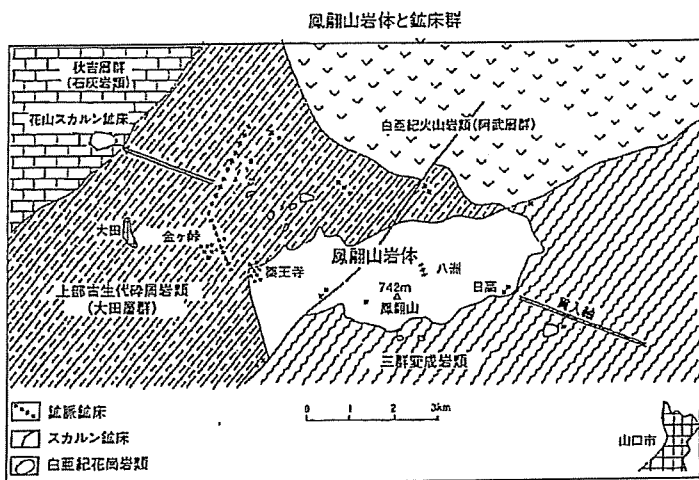 鳳翩山岩体と鉱床群
秋吉層群
(石灰岩類)
花山スカルン鉱床
白亜紀火山岩類(阿武層群)
大田
金ヶ峠
薬王寺
鳳翩山岩体
八洲
742m
鳳翩山
日高
上部古生代砕屑岩類
(大田層群)
貫入岩
三郡変成岩類
鉱脈鉱床
スカルン鉱床
白亜紀花崗岩類
0 1 2 3km
山口市